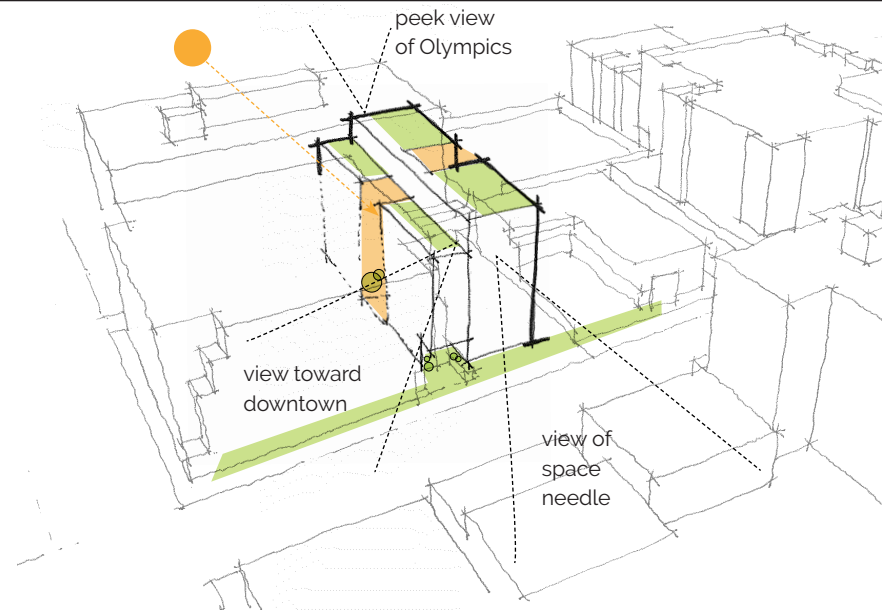 peek view
of Olympics
view toward
downtown
view of
space
needle